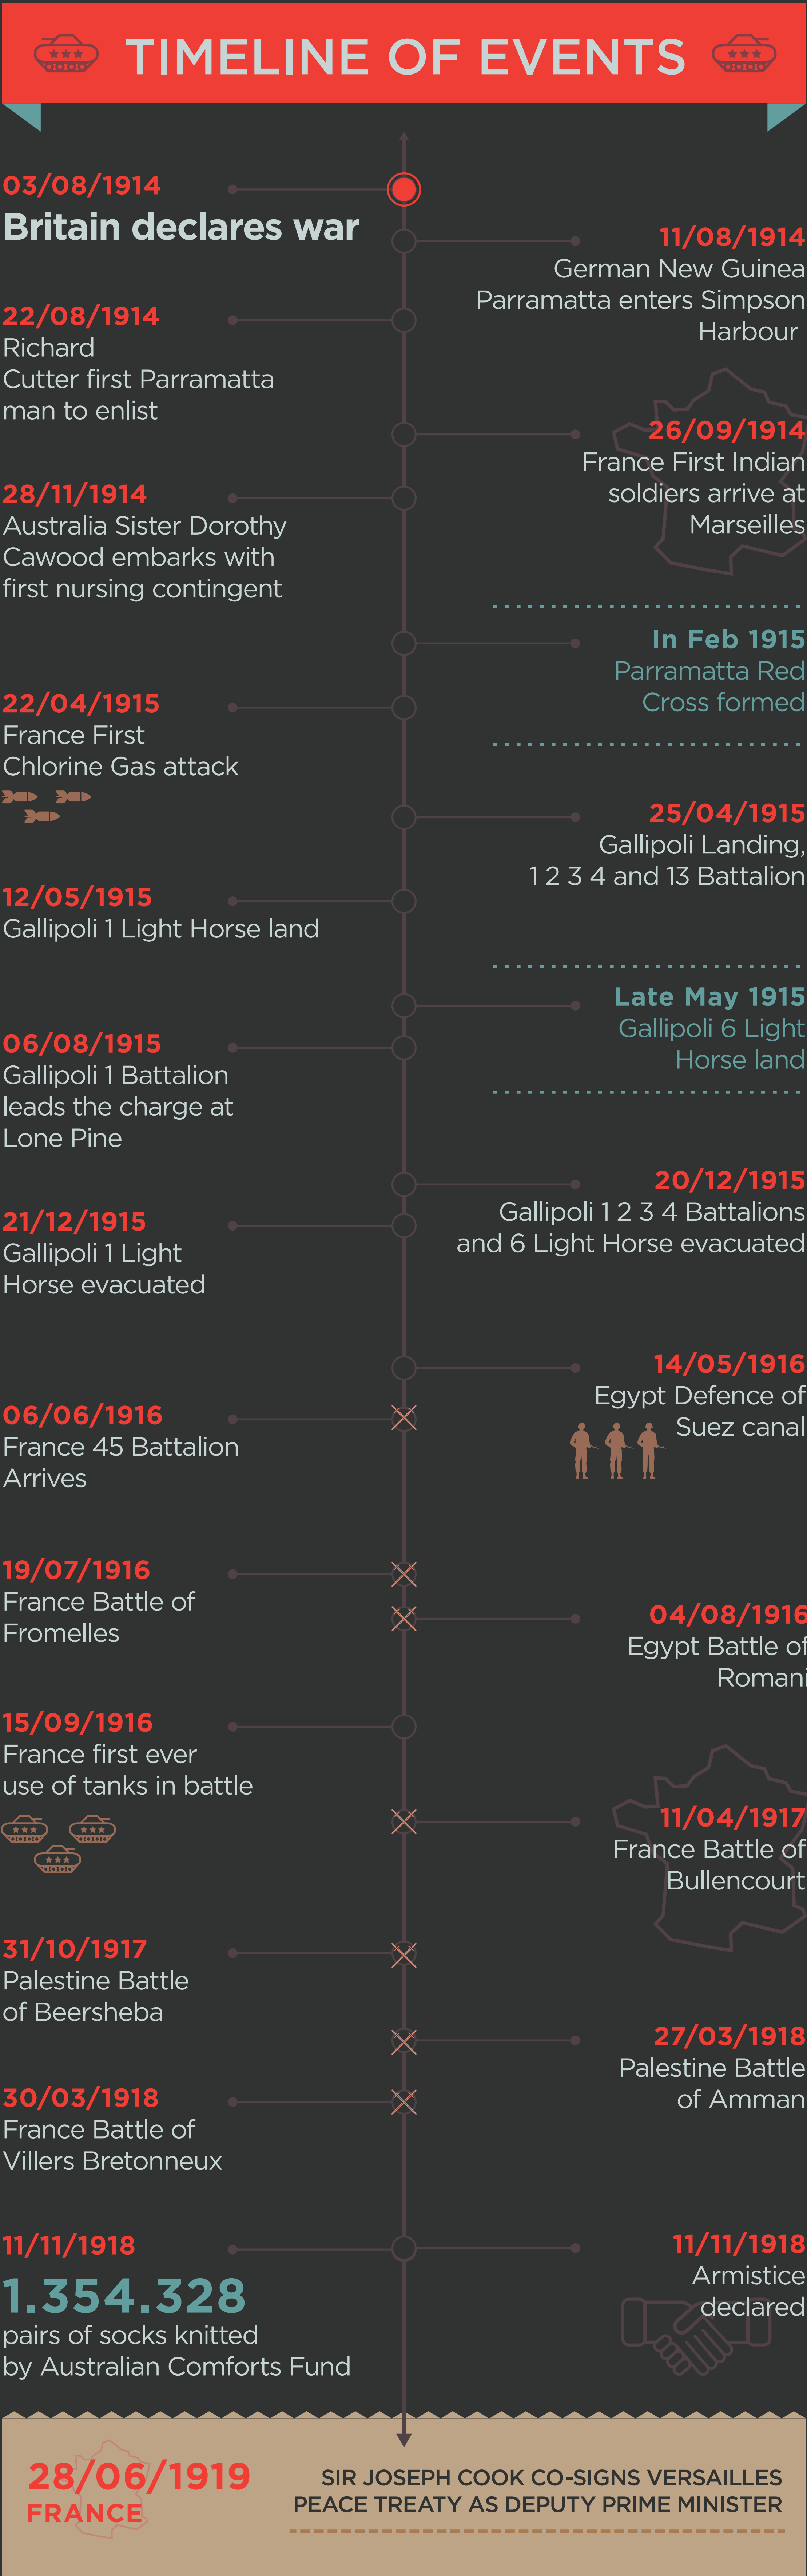 TIMELINE OF EVENTS
03/08/1914
Britain declares war
11/08/1914
German New Guinea
Parramatta enters Simpson
Harbour
22/08/1914
Richard
Cutter first Parramatta
man to enlist
26/09/1914
France First Indian
soldiers arrive at
Marseilles
28/11/1914
Australia Sister Dorothy
Cawood embarks with
first nursing contingent
In Feb 1915
Parramatta Red
Cross formed
22/04/1915
France First
Chlorine Gas attack
25/04/1915
Gallipoli Landing,
1 2 3 4 and 13 Battalion
12/05/1915
Gallipoli 1 Light Horse land
Late May 1915
Gallipoli 6 Light
Horse land
06/08/1915
Gallipoli 1 Battalion
leads the charge at
Lone Pine
20/12/1915
Gallipoli 1 2 3 4 Battalions
and 6 Light Horse evacuated
21/12/1915
Gallipoli 1 Light
Horse evacuated
14/05/1916
Egypt Defence of
Suez canal
06/06/1916
France 45 Battalion
Arrives
19/07/1916
France Battle of
Fromelles
04/08/1916
Egypt Battle of
Romani
15/09/1916
France first ever
use of tanks in battle
11/04/1917
France Battle of
Bullencourt
31/10/1917
Palestine Battle
of Beersheba
27/03/1918
Palestine Battle
of Amman
30/03/1918
France Battle of
Villers Bretonneux
11/11/1918
1.354.328
pairs of socks knitted
by Australian Comforts Fund
11/11/1918
Armistice
declared
28/06/1919
FRANCE
SIR JOSEPH COOK CO-SIGNS VERSAILLES
PEACE TREATY AS DEPUTY PRIME MINISTER